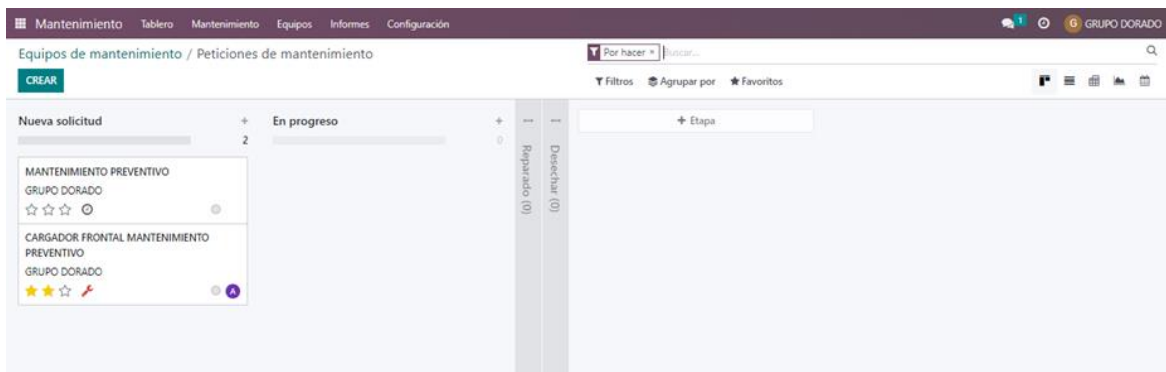 Mantenimiento Tablero Mantenimiento Equipos Informes Configuración 1 G GRUPO DORADO
Equipos de mantenimiento / Peticiones de mantenimiento
Por hacer × Buscar...
CREAR
Filtros Agrupar por Favoritos
Nueva solicitud +
2
En progreso +
0
Reparado (0)
Desechar (0)
+ Etapa
MANTENIMIENTO PREVENTIVO
GRUPO DORADO
CARGADOR FRONTAL MANTENIMIENTO
PREVENTIVO
GRUPO DORADO
A